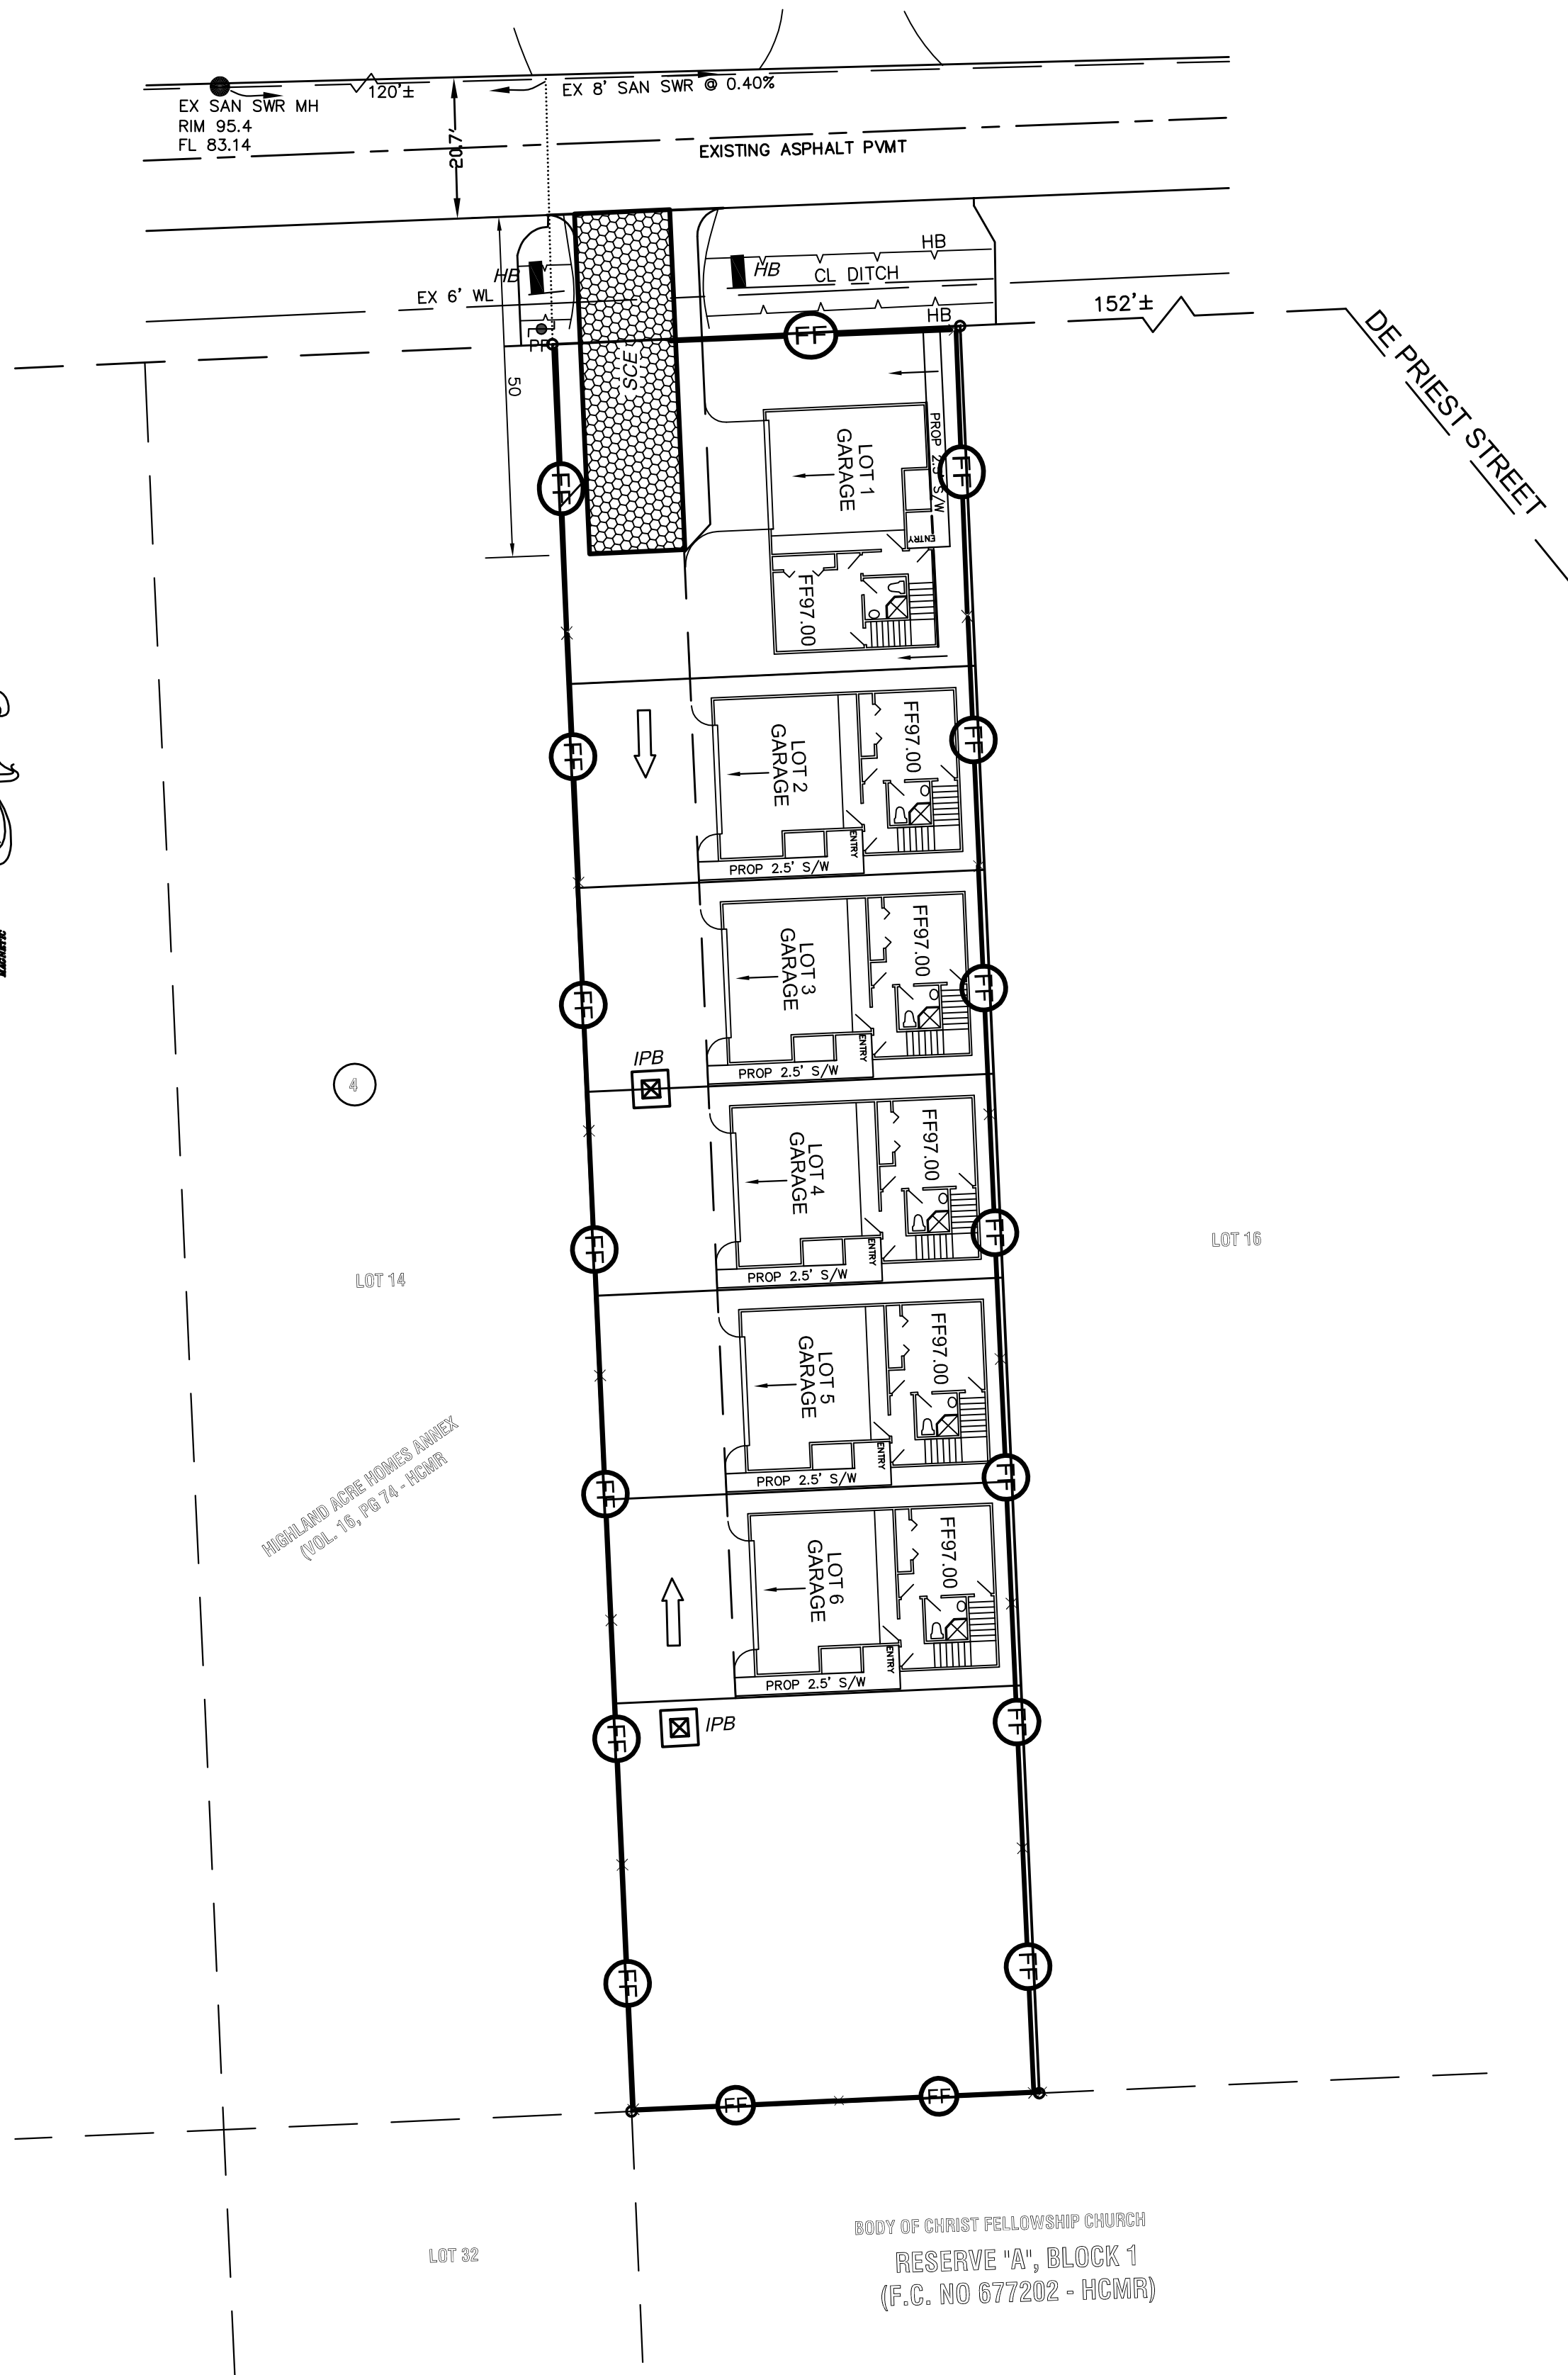 EX SAN SWR MH
RIM 95.4
FL 83.14
120'±
20.7'
EX 8' SAN SWR @ 0.40%
EXISTING ASPHALT PVMT
HB
HB
HB
CL DITCH
HB
EX 6' WL
PP
50
SCE
FF
152'±
DE PRIEST STREET
FF
FF
LOT 1
GARAGE
PROP 2.5' S/W
ENTRY
FF97.00
FF
FF
LOT 2
GARAGE
FF97.00
ENTRY
PROP 2.5' S/W
FF
FF
LOT 3
GARAGE
FF97.00
ENTRY
PROP 2.5' S/W
IPB
4
FF
FF
LOT 4
GARAGE
FF97.00
ENTRY
PROP 2.5' S/W
LOT 14
LOT 16
FF
FF
LOT 5
GARAGE
FF97.00
ENTRY
PROP 2.5' S/W
HIGHLAND ACRE HOMES ANNEX
(VOL. 16, PG 74 - HCMR
LOT 6
GARAGE
FF97.00
ENTRY
PROP 2.5' S/W
IPB
FF
FF
FF
FF
FF
FF
LOT 32
BODY OF CHRIST FELLOWSHIP CHURCH
RESERVE "A", BLOCK 1
(F.C. NO 677202 - HCMR)
MAGNETIC